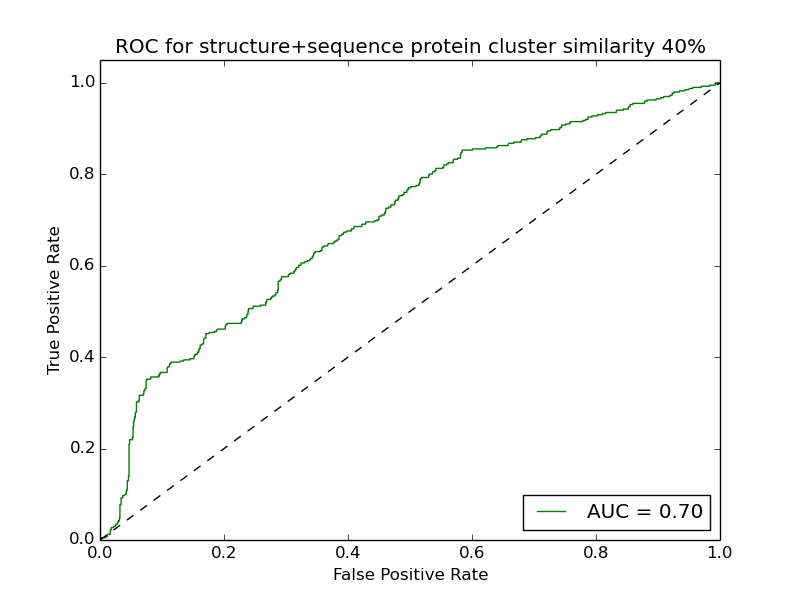 ROC for structure+sequence protein cluster similarity 40%
1.0
0.8
0.6
0.4
0.2
0.0
True Positive Rate
AUC = 0.70
0.0 0.2 0.4 0.6 0.8 1.0
False Positive Rate